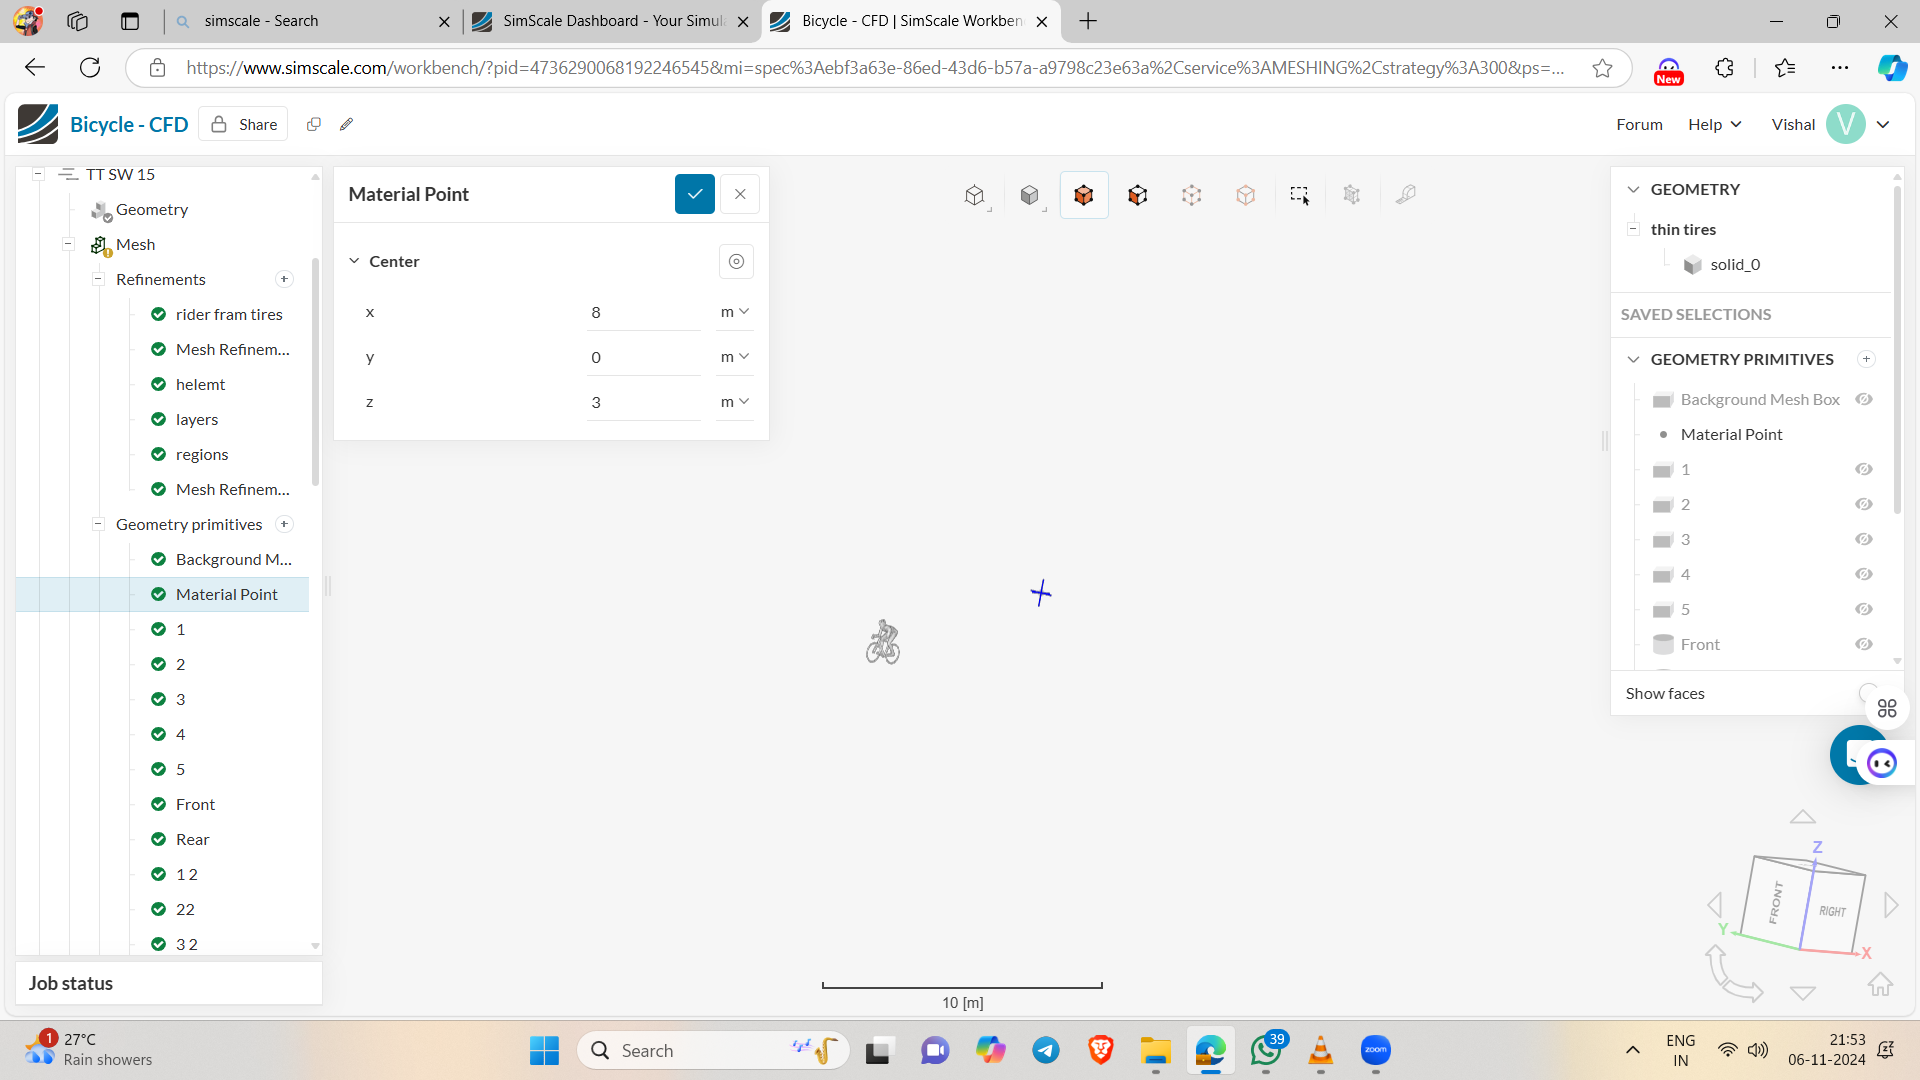 simscale - Search
SimScale Dashboard - Your Simul
Bicycle - CFD | SimScale Workben
https://www.simscale.com/workbench/?pid=4736290068192246545&mi=spec%3Aebf3a63e-86ed-43d6-b57a-a9798c23e63a%2Cservice%3AMESHING%2Cstrategy%3A300&ps=...
New
Bicycle - CFD
Share
Forum
Help
Vishal
V
TT SW 15
Geometry
Mesh
Refinements
rider fram tires
Mesh Refinem...
helemt
layers
regions
Mesh Refinem...
Geometry primitives
Background M...
Material Point
1
2
3
4
5
Front
Rear
1 2
22
3 2
Job status
Material Point
Center
x 8 m
y 0 m
z 3 m
10 [m]
GEOMETRY
thin tires
solid_0
SAVED SELECTIONS
GEOMETRY PRIMITIVES
Background Mesh Box
Material Point
1
2
3
4
5
Front
Show faces
Z
FRONT
RIGHT
Y
X
1
27°C
Rain showers
Search
39
zoom
ENG
IN
21:53
06-11-2024